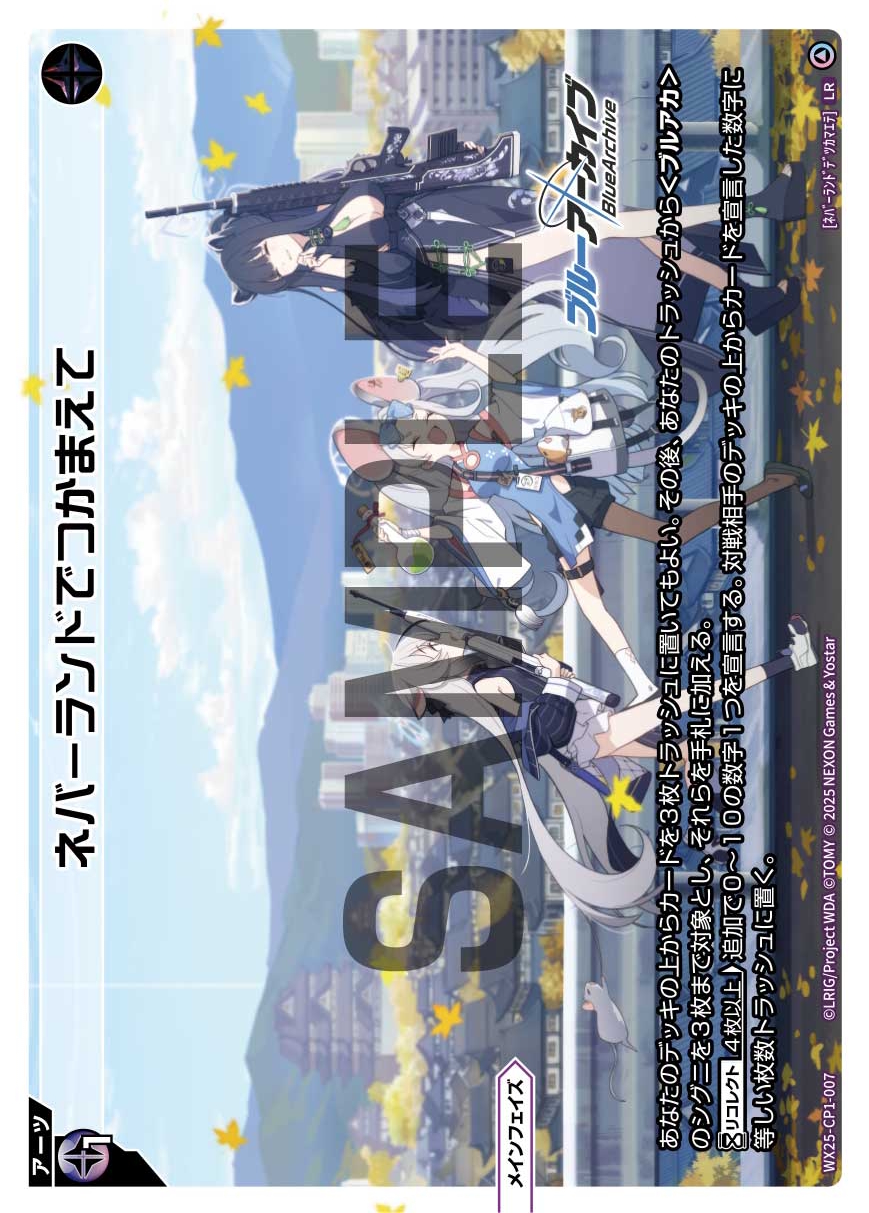 アーツ
1
ネバーランドでつかまえて
SAMPLE
ブルーアーカイブ
BlueArchive
メインフェイズ
あなたのデッキの上からカードを3枚トラッシュに置いてもよい。その後、あなたのトラッシュから<ブルアカ>
のシグニを3枚まで対象とし、それらを手札に加える。
リコレクト 4枚以上 追加で0～10の数字1つを宣言する。対戦相手のデッキの上からカードを宣言した数字に
等しい枚数トラッシュに置く。
WX25-CP1-007 ©LRIG/Project WDA ©TOMY © 2025 NEXON Games & Yostar [ﾈﾊﾞｰﾗﾝﾄﾞﾃﾞﾂｶﾏｴﾃ] LR